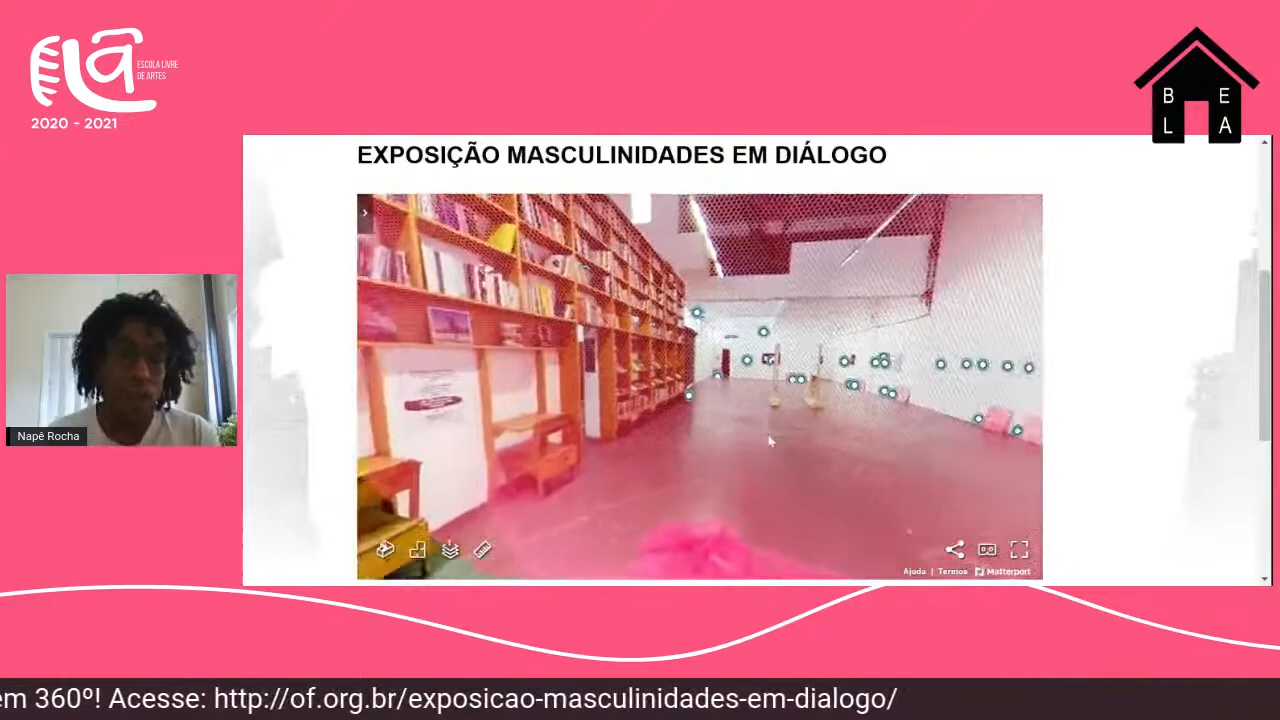 ELÃ
ESCOLA LIVRE
DE ARTES
2020 - 2021
B E
L A
EXPOSIÇÃO MASCULINIDADES EM DIÁLOGO
Napê Rocha
Ajuda | Termos Matterport
em 360º! Acesse: http://of.org.br/exposicao-masculinidades-em-dialogo/